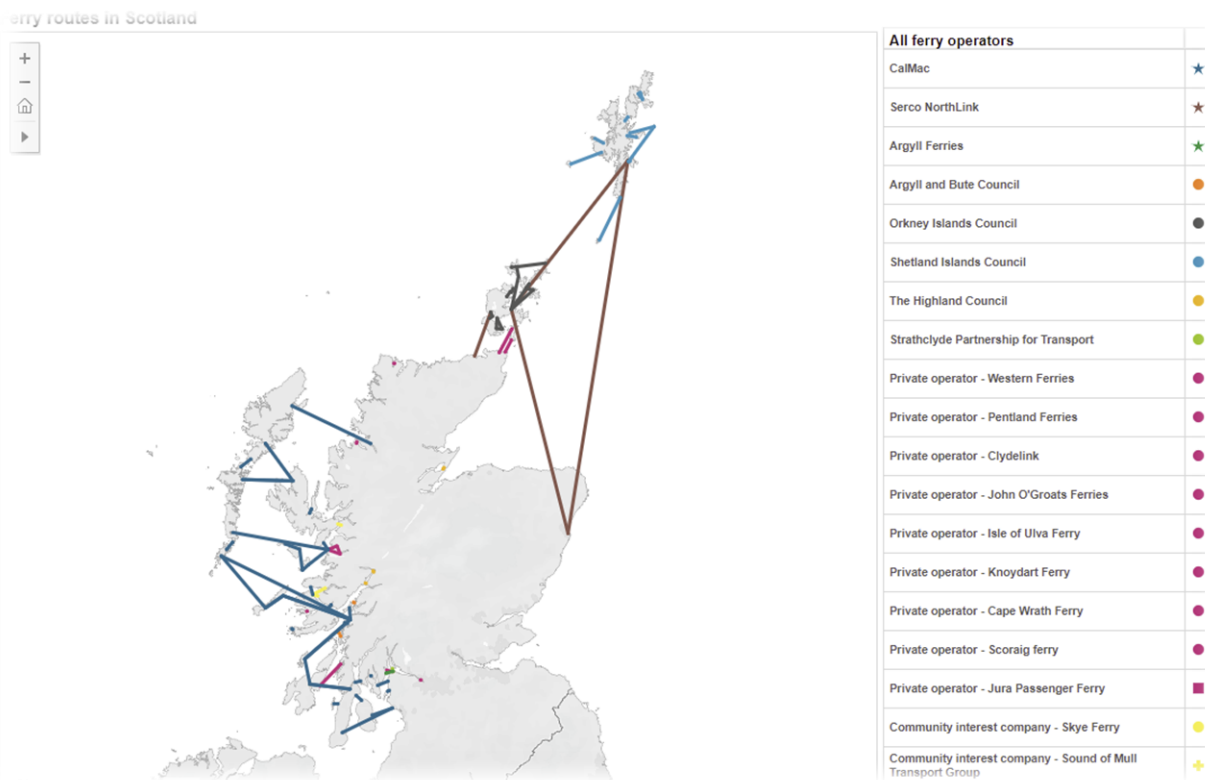 erry routes in Scotland
All ferry operators
CalMac
Serco NorthLink
Argyll Ferries
Argyll and Bute Council
Orkney Islands Council
Shetland Islands Council
The Highland Council
Strathclyde Partnership for Transport
Private operator - Western Ferries
Private operator - Pentland Ferries
Private operator - Clydelink
Private operator - John O'Groats Ferries
Private operator - Isle of Ulva Ferry
Private operator - Knoydart Ferry
Private operator - Cape Wrath Ferry
Private operator - Scoraig ferry
Private operator - Jura Passenger Ferry
Community interest company - Skye Ferry
Community interest company - Sound of Mull
Transport Group